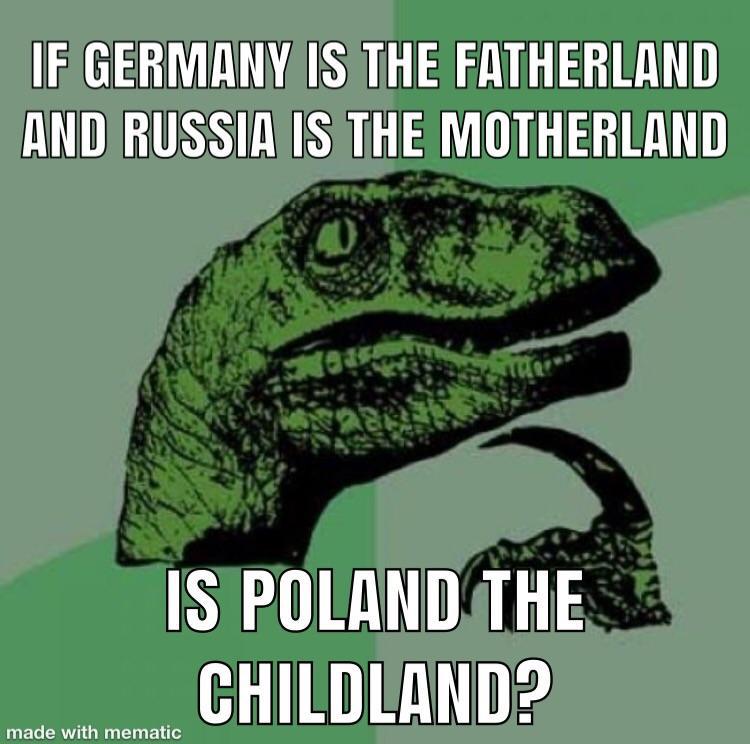 IF GERMANY IS THE FATHERLAND
AND RUSSIA IS THE MOTHERLAND
IS POLAND THE
CHILDLAND?
made with mematic